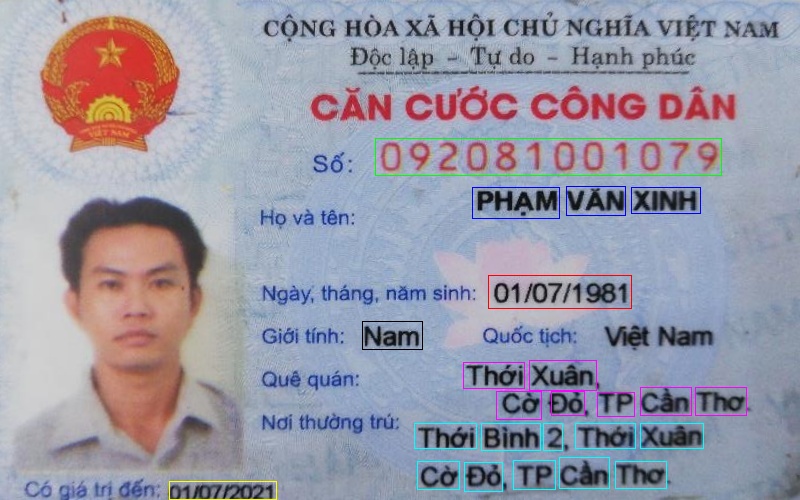 CỘNG HÒA XÃ HỘI CHỦ NGHĨA VIỆT NAM
Độc lập - Tự do - Hạnh phúc
CĂN CƯỚC CÔNG DÂN
Số: 092081001079
Họ và tên: PHẠM VĂN XINH
Ngày, tháng, năm sinh: 01/07/1981
Giới tính: Nam Quốc tịch: Việt Nam
Quê quán: Thới Xuân,
Cờ Đỏ, TP Cần Thơ.
Nơi thường trú: Thới Bình 2, Thới Xuân
Cờ Đỏ, TP Cần Thơ.
Có giá trị đến: 01/07/2021